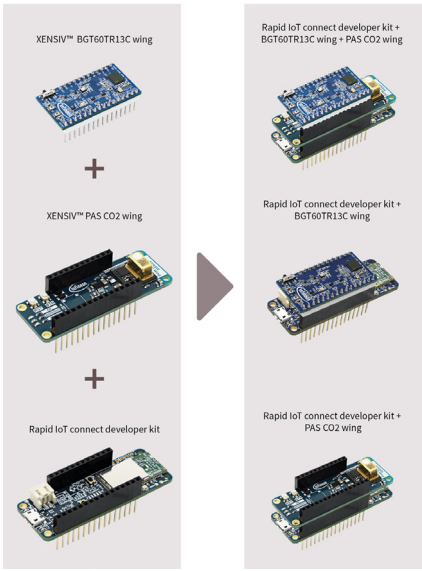 XENSIV™ BGT60TR13C wing
+
XENSIV™ PAS CO2 wing
+
Rapid IoT connect developer kit
Rapid IoT connect developer kit +
BGT60TR13C wing + PAS CO2 wing
Rapid IoT connect developer kit +
BGT60TR13C wing
Rapid IoT connect developer kit +
PAS CO2 wing